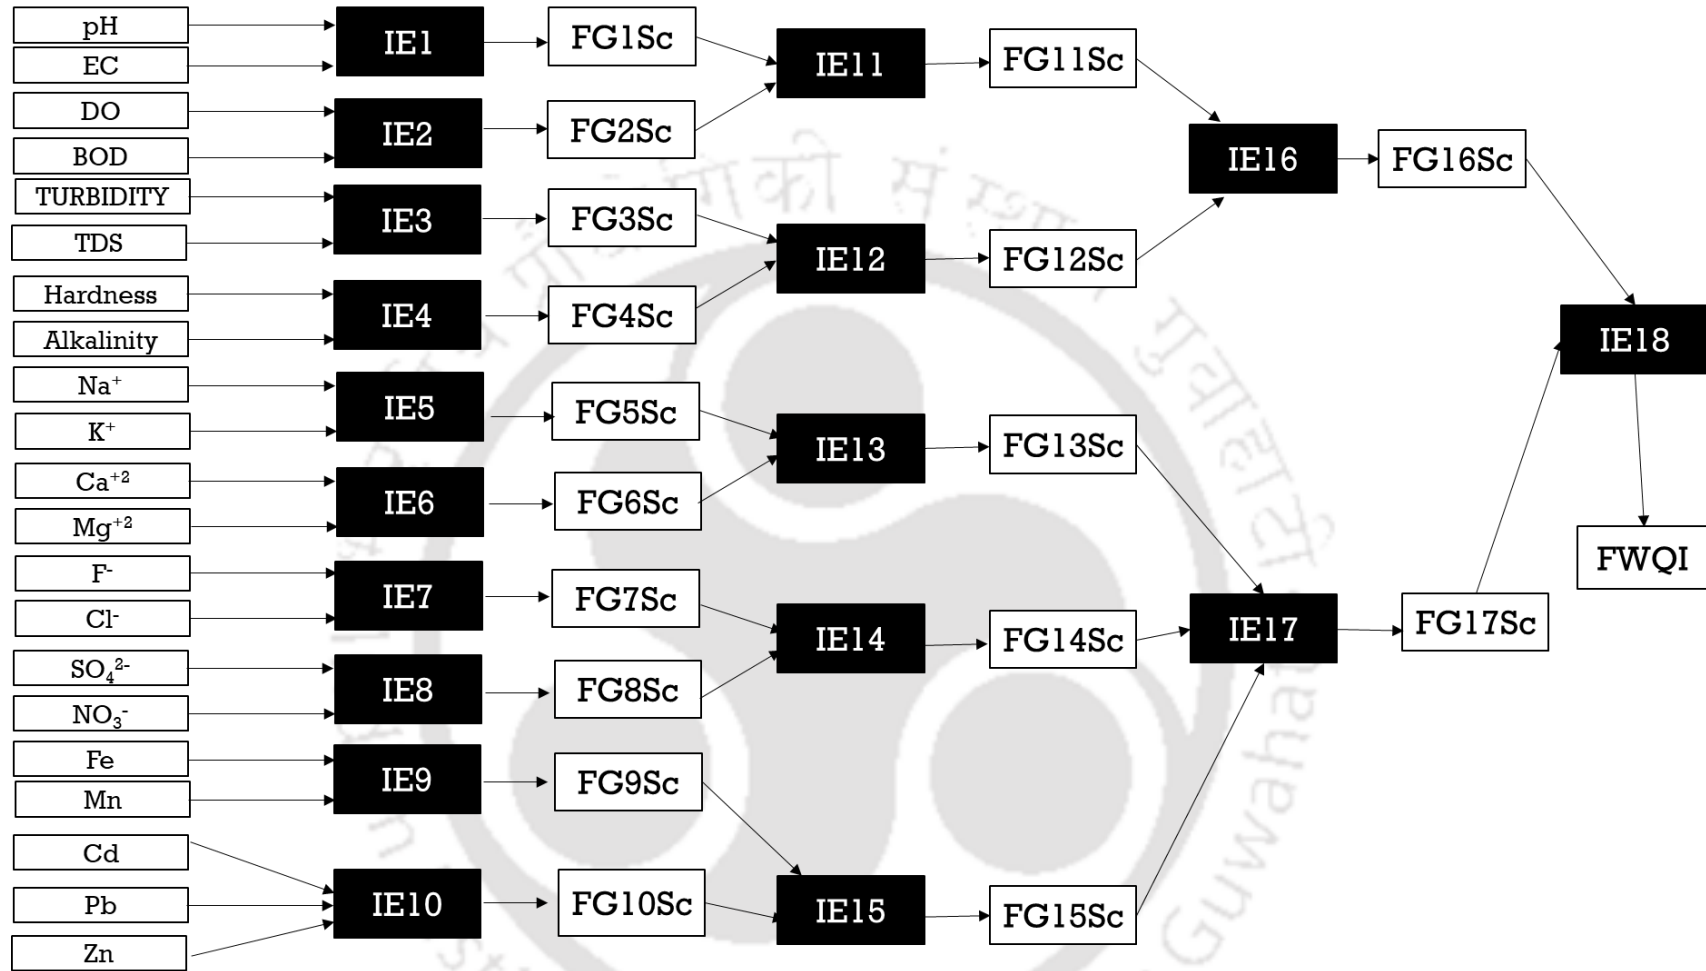 pH
EC
DO
BOD
TURBIDITY
TDS
Hardness
Alkalinity
Na⁺
K⁺
Ca⁺²
Mg⁺²
F⁻
Cl⁻
SO₄²⁻
NO₃⁻
Fe
Mn
Cd
Pb
Zn
IE1
IE2
IE3
IE4
IE5
IE6
IE7
IE8
IE9
IE10
FG1Sc
FG2Sc
FG3Sc
FG4Sc
FG5Sc
FG6Sc
FG7Sc
FG8Sc
FG9Sc
FG10Sc
IE11
IE12
IE13
IE14
IE15
FG11Sc
FG12Sc
FG13Sc
FG14Sc
FG15Sc
IE16
IE17
FG16Sc
FG17Sc
IE18
FWQI